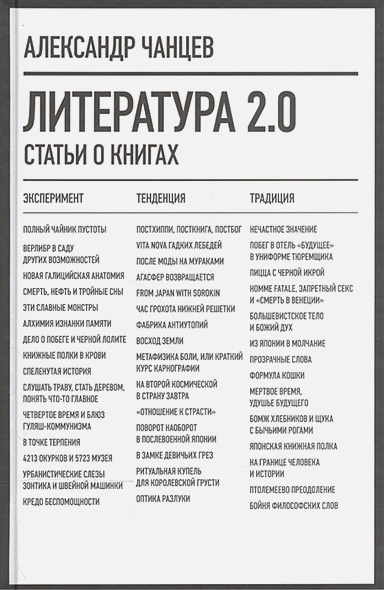 АЛЕКСАНДР ЧАНЦЕВ
ЛИТЕРАТУРА 2.0
СТАТЬИ О КНИГАХ
ЭКСПЕРИМЕНТ
ПОЛНЫЙ ЧАЙНИК ПУСТОТЫ
ВЕРЛИБР В САДУ
ДРУГИХ ВОЗМОЖНОСТЕЙ
НОВАЯ ГАЛИЦИЙСКАЯ АНАТОМИЯ
СМЕРТЬ, НЕФТЬ И ТРОЙНЫЕ СНЫ
ЭТИ СЛАВНЫЕ МОНСТРЫ
АЛХИМИЯ ИЗНАНКИ ПАМЯТИ
ДЕЛО О ПОБЕГЕ И ЧЕРНОЙ ЛОЛИТЕ
КНИЖНЫЕ ПОЛКИ В КРОВИ
СПЕЛЕНУТАЯ ИСТОРИЯ
СЛУШАТЬ ТРАВУ, СТАТЬ ДЕРЕВОМ,
ПОНЯТЬ ЧТО-ТО ГЛАВНОЕ
ЧЕТВЕРТОЕ ВРЕМЯ И БЛЮЗ
ГУЛЯШ-КОММУНИЗМА
В ТОЧКЕ ТЕРПЕНИЯ
4213 ОКУРКОВ И 5723 МУЗЕЯ
УРБАНИСТИЧЕСКИЕ СЛЕЗЫ
ЗОНТИКА И ШВЕЙНОЙ МАШИНКИ
КРЕДО БЕСПОМОЩНОСТИ
ТЕНДЕНЦИЯ
ПОСТХИППИ, ПОСТКНИГА, ПОСТБОГ
VITA NOVA ГАДКИХ ЛЕБЕДЕЙ
ПОСЛЕ МОДЫ НА МУРАКАМИ
АГАСФЕР ВОЗВРАЩАЕТСЯ
FROM JAPAN WITH SOROKIN
ЧАС ГРОХОТА НИЖНЕЙ РЕШЕТКИ
ФАБРИКА АНТИУТОПИЙ
ВОСХОД ЗЕМЛИ
МЕТАФИЗИКА БОЛИ, ИЛИ КРАТКИЙ
КУРС КАРНОГРАФИИ
НА ВТОРОЙ КОСМИЧЕСКОЙ
В СТРАНУ ЗАВТРА
«ОТНОШЕНИЕ К СТРАСТИ»
ПОВОРОТ НАОБОРОТ
В ПОСЛЕВОЕННОЙ ЯПОНИИ
В ЗАМКЕ ДЕВИЧЬИХ ГРЕЗ
РИТУАЛЬНАЯ КУПЕЛЬ
ДЛЯ КОРОЛЕВСКОЙ ГРУСТИ
ОПТИКА РАЗЛУКИ
ТРАДИЦИЯ
НЕЧАСТНОЕ ЗНАЧЕНИЕ
ПОБЕГ В ОТЕЛЬ «БУДУЩЕЕ»
В УНИФОРМЕ ТЮРЕМЩИКА
ПИЦЦА С ЧЕРНОЙ ИКРОЙ
HOMME FATALE, ЗАПРЕТНЫЙ СЕКС
И «СМЕРТЬ В ВЕНЕЦИИ»
БОЛЬШЕВИСТСКОЕ ТЕЛО
И БОЖИЙ ДУХ
ИЗ ЯПОНИИ В МОЛЧАНИЕ
ПРОЗРАЧНЫЕ СЛОВА
ФОРМУЛА КОШКИ
МЕРТВОЕ ВРЕМЯ,
УДУШЬЕ БУДУЩЕГО
БОМЖ ХЛЕБНИКОВ И ЩУКА
С БЫЧЬИМИ РОГАМИ
ЯПОНСКАЯ КНИЖНАЯ ПОЛКА
НА ГРАНИЦЕ ЧЕЛОВЕКА
И ИСТОРИИ
ПТОЛЕМЕЕВО ПРЕОДОЛЕНИЕ
БОЙНЯ ФИЛОСОФСКИХ СЛОВ